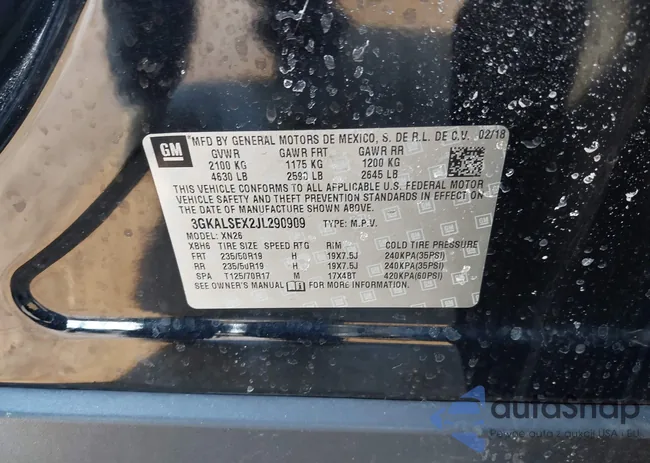 GM
MFD BY GENERAL MOTORS DE MEXICO, S. DE R.L. DE C.V. 02/18
GVWR GAWR FRT GAWR RR
2100 KG 1175 KG 1200 KG
4630 LB 2590 LB 2645 LB
THIS VEHICLE CONFORMS TO ALL APPLICABLE U.S. FEDERAL MOTOR
VEHICLE SAFETY AND THEFT PREVENTION STANDARDS IN EFFECT ON THE
DATE OF MANUFACTURE SHOWN ABOVE.
3GKALSEX2JL290909 TYPE: M.P.V.
MODEL: XN26
XBH6 TIRE SIZE SPEED RTG RIM COLD TIRE PRESSURE
FRT 235/50R19 H 19X7.5J 240KPA(35PSI)
RR 235/50R19 H 19X7.5J 240KPA(35PSI)
SPA T125/70R17 M 17X4BT 420KPA(60PSI)
SEE OWNER'S MANUAL FOR MORE INFORMATION.
autoSnap